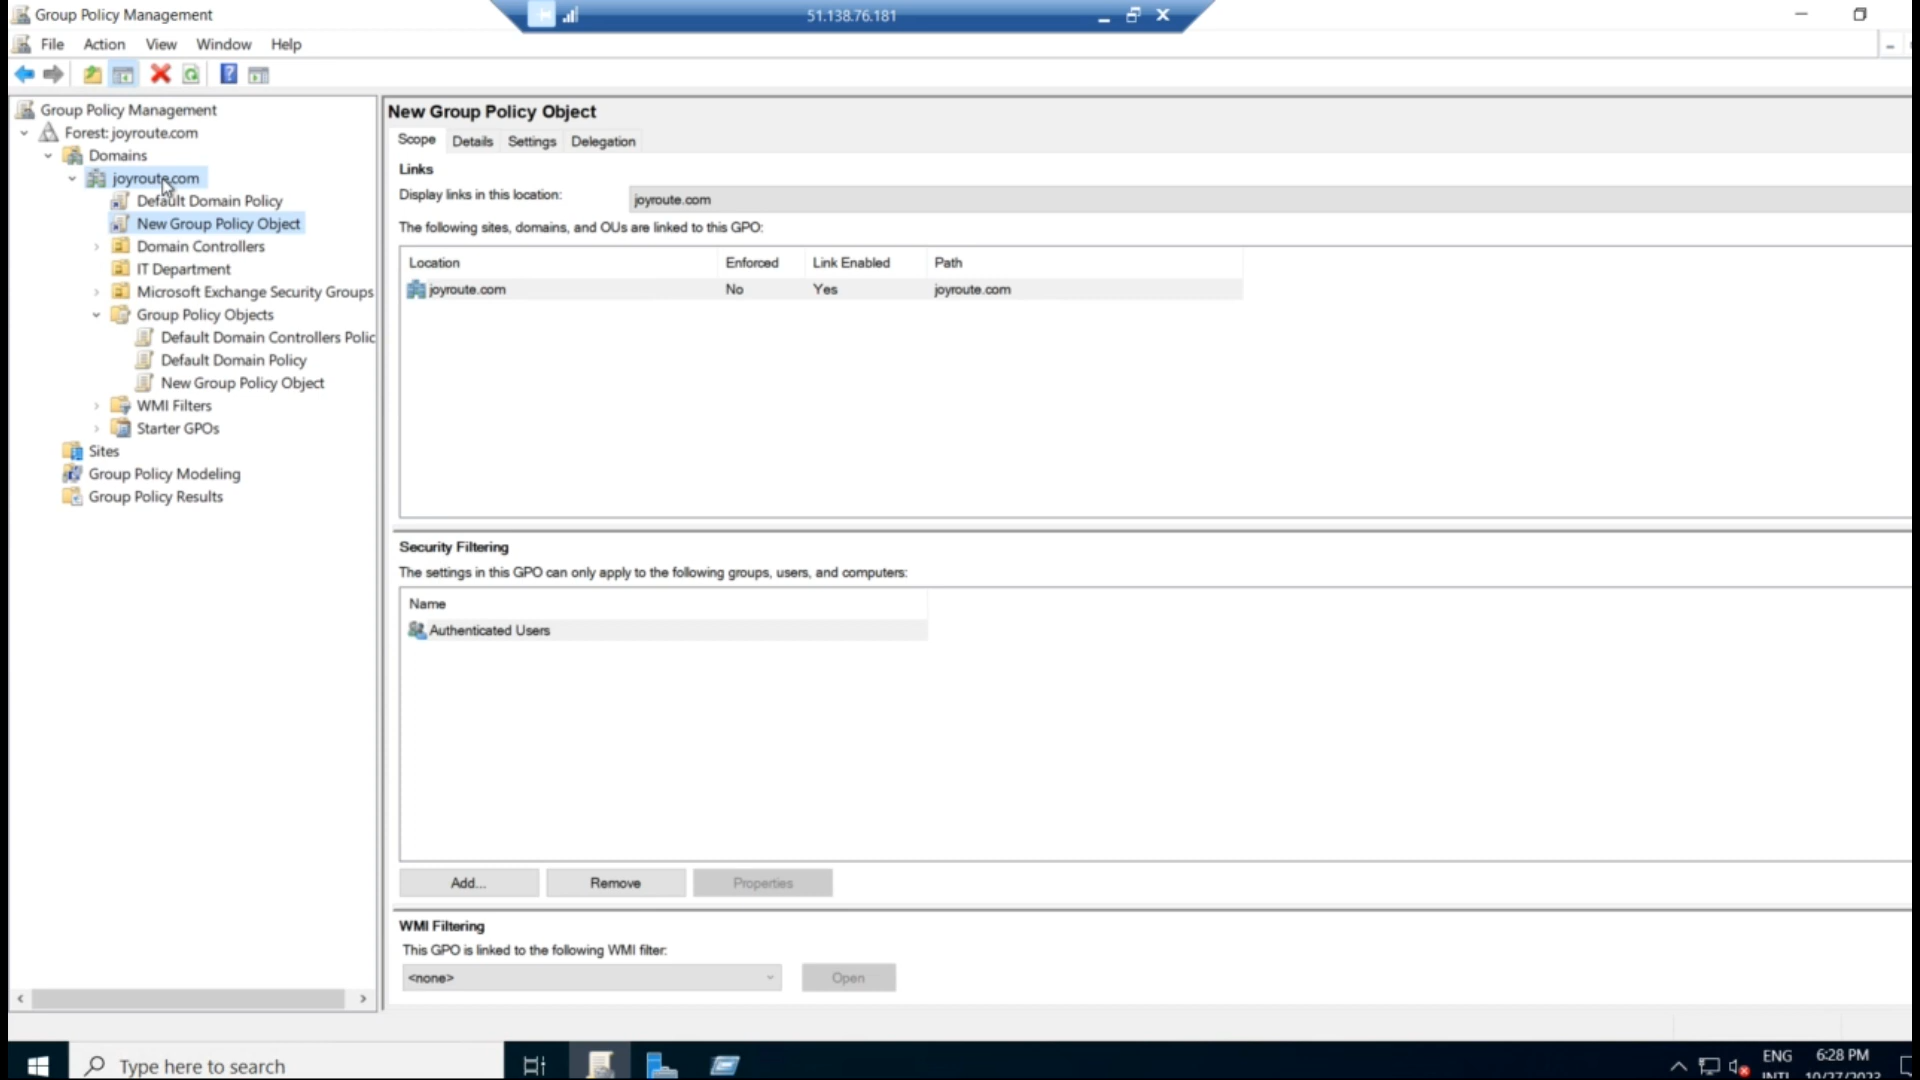 Group Policy Management
51.138.76.181
File Action View Window Help
Group Policy Management
Forest: joyroute.com
Domains
joyroute.com
Default Domain Policy
New Group Policy Object
Domain Controllers
IT Department
Microsoft Exchange Security Groups
Group Policy Objects
Default Domain Controllers Polic
Default Domain Policy
New Group Policy Object
WMI Filters
Starter GPOs
Sites
Group Policy Modeling
Group Policy Results
New Group Policy Object
Scope Details Settings Delegation
Links
Display links in this location: joyroute.com
The following sites, domains, and OUs are linked to this GPO:
Location Enforced Link Enabled Path
joyroute.com No Yes joyroute.com
Security Filtering
The settings in this GPO can only apply to the following groups, users, and computers:
Name
Authenticated Users
Add... Remove Properties
WMI Filtering
This GPO is linked to the following WMI filter:
<none> Open
Type here to search
ENG 6:28 PM
INTL 10/27/2023